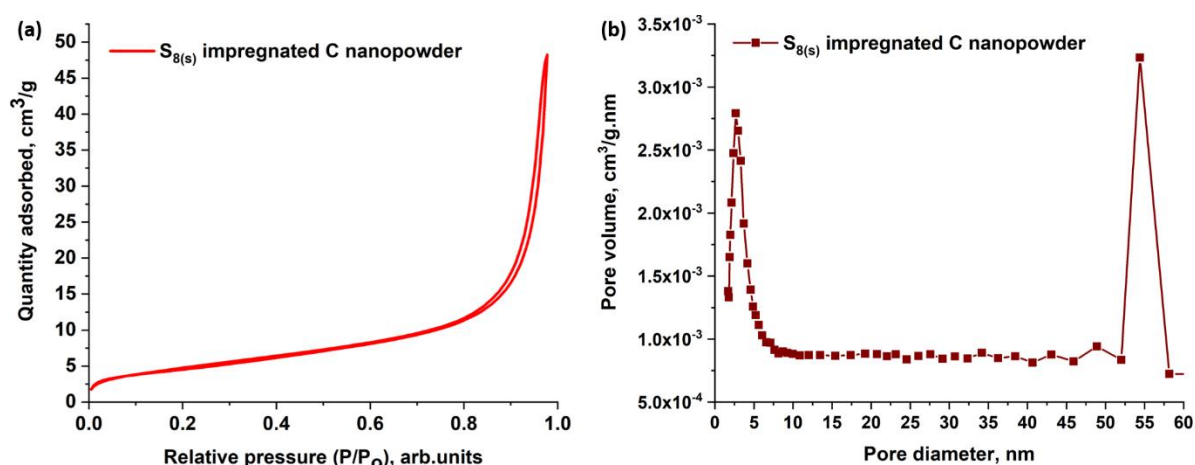 (a)
S8(s) impregnated C nanopowder
Quantity adsorbed, cm³/g
50
45
40
35
30
25
20
15
10
5
0
0.0 0.2 0.4 0.6 0.8 1.0
Relative pressure (P/PO), arb.units
(b)
S8(s) impregnated C nanopowder
Pore volume, cm³/g.nm
3.5x10⁻³
3.0x10⁻³
2.5x10⁻³
2.0x10⁻³
1.5x10⁻³
1.0x10⁻³
5.0x10⁻⁴
0 5 10 15 20 25 30 35 40 45 50 55 60
Pore diameter, nm